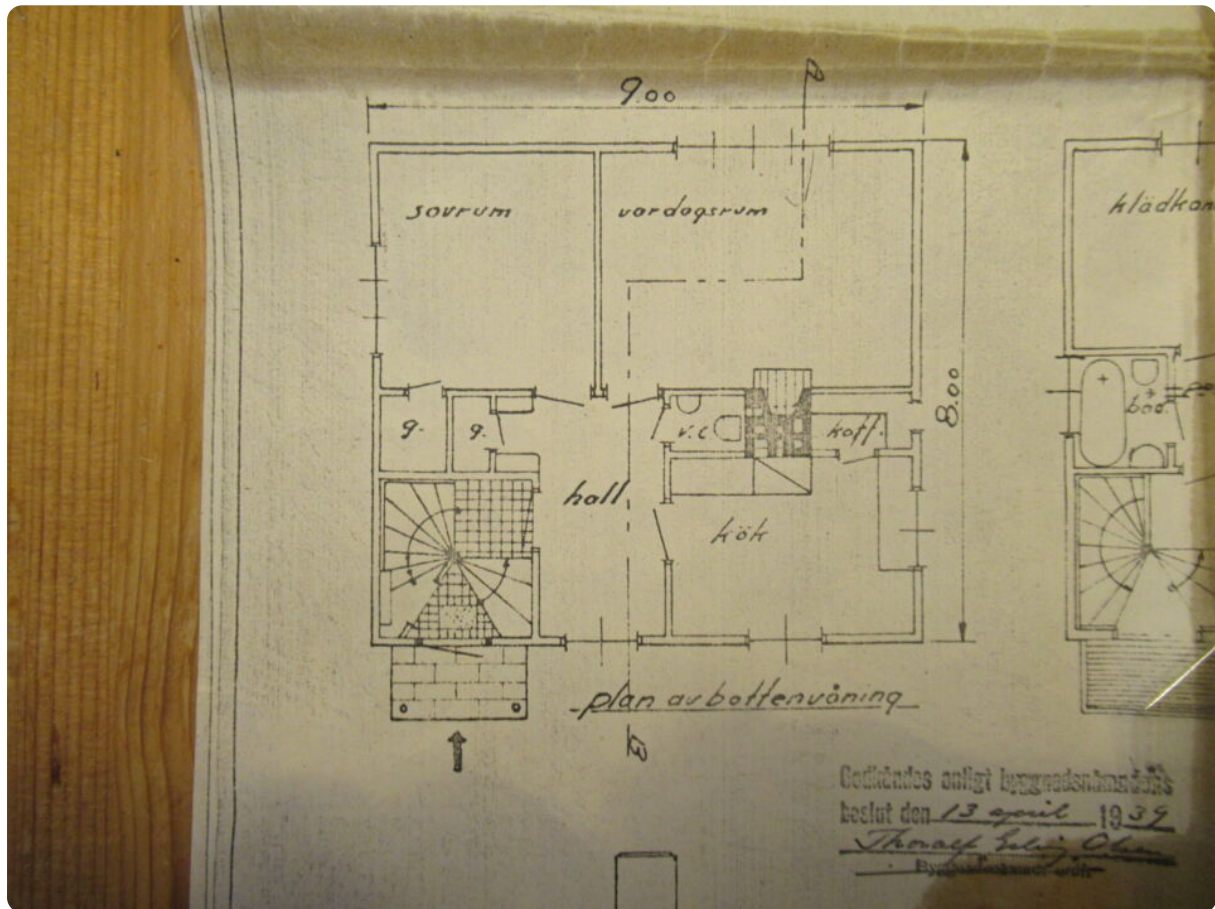 9.00
A
sovrum
vardagsrum
klädkam
8.00
g.
g.
v.c
kaff.
bad.
hall
kök
plan av bottenvåning
B
Godkändes enligt byggnadsnämndens
beslut den 13 april 1939